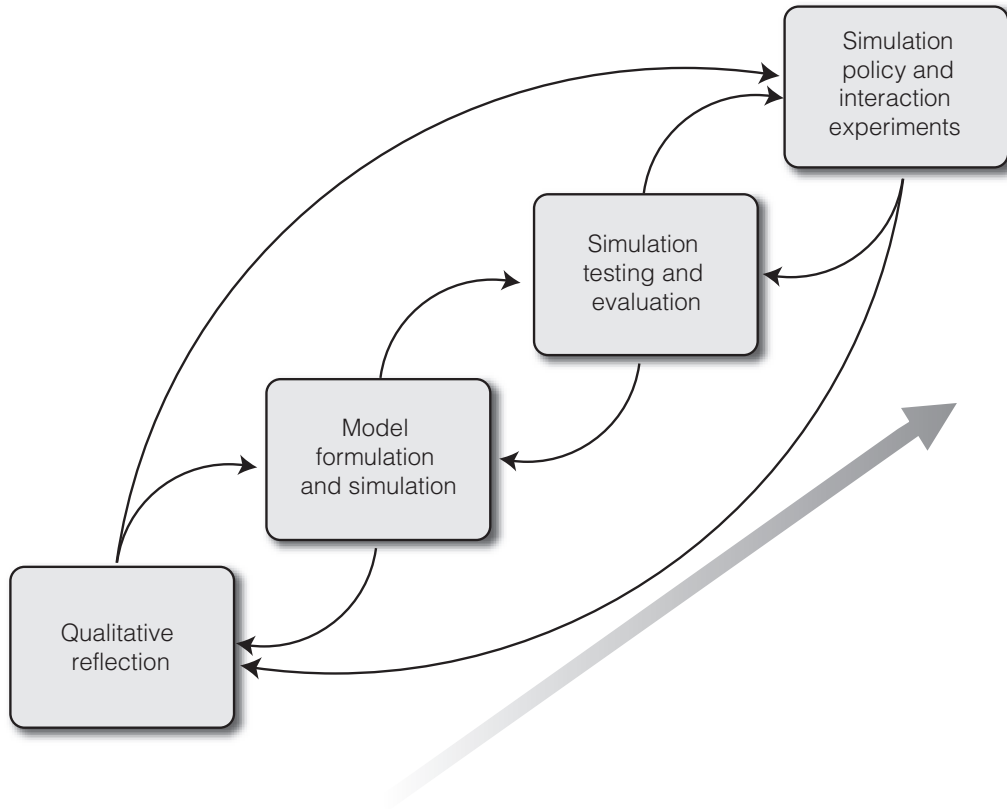 Simulation
policy and
interaction
experiments
Simulation
testing and
evaluation
Model
formulation
and simulation
Qualitative
reflection